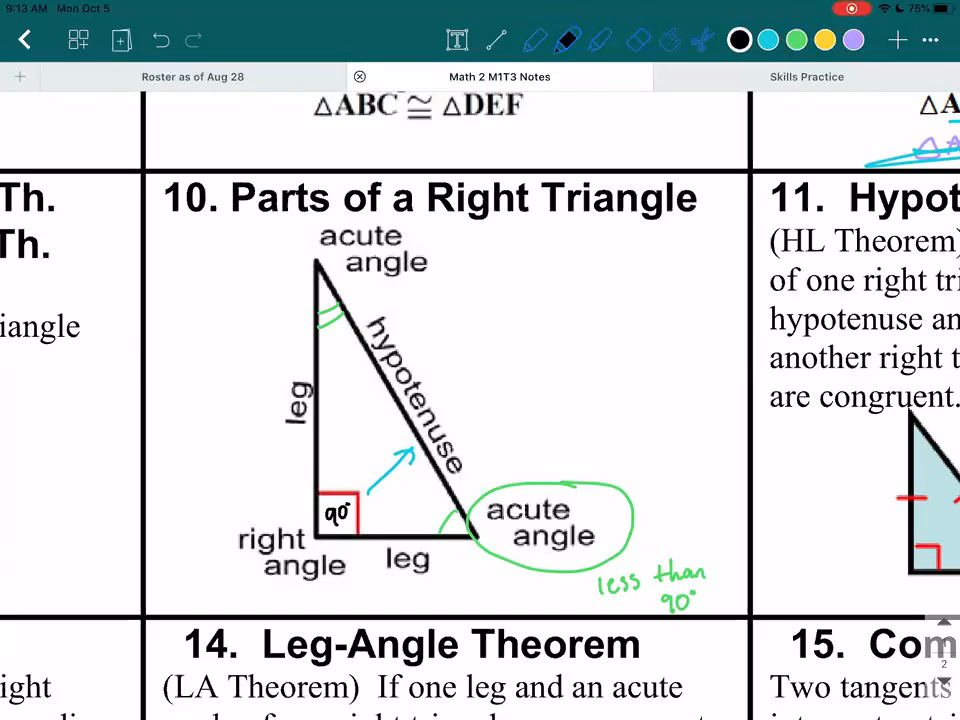 9:13 AM Mon Oct 5
75%
Roster as of Aug 28
Math 2 M1T3 Notes
Skills Practice
△ABC ≅ △DEF
Th.
Th.
iangle
10. Parts of a Right Triangle
acute
angle
hypotenuse
leg
90°
right
angle
leg
acute
angle
less than
90°
11. Hypot
(HL Theorem)
of one right tri
hypotenuse an
another right t
are congruent.
ight
14. Leg-Angle Theorem
(LA Theorem) If one leg and an acute
15. Com
Two tangents
2